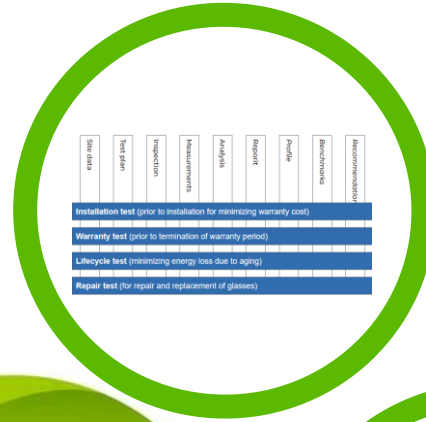 Site data
Test plan
Inspection
Measurements
Analysis
Reporit
Profile
Benchmarks
Recommendation
Installation test (prior to installation for minimizing warranty cost)
Warranty test (prior to termination of warranty period)
Lifecycle test (minimizing energy loss due to aging)
Repair test (for repair and replacement of glasses)